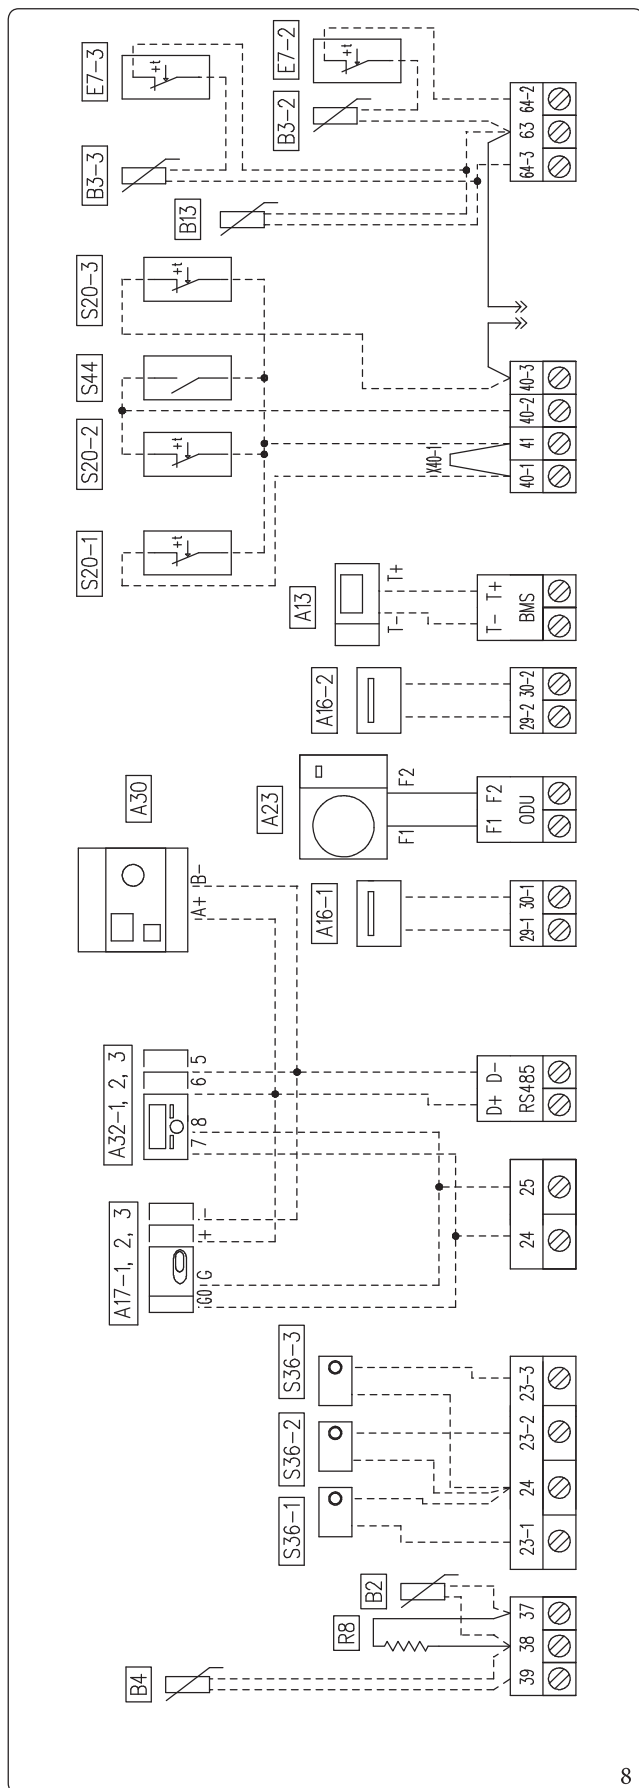 B4
R8
B2
39
38
37
S36-1
S36-2
S36-3
23-1
24
23-2
23-3
A17-1, 2, 3
G0
G
+
-
24
25
A32-1, 2, 3
7
8
6
5
D+
D-
RS485
A30
A+
B-
A16-1
29-1
30-1
A23
F1
F2
F1
F2
ODU
A16-2
29-2
30-2
A13
T-
T+
T-
T+
BMS
S20-1
S20-2
S44
S20-3
+t
+t
+t
X40-1
40-1
41
40-2
40-3
B13
B3-3
E7-3
+t
B3-2
E7-2
+t
64-3
63
64-2
8